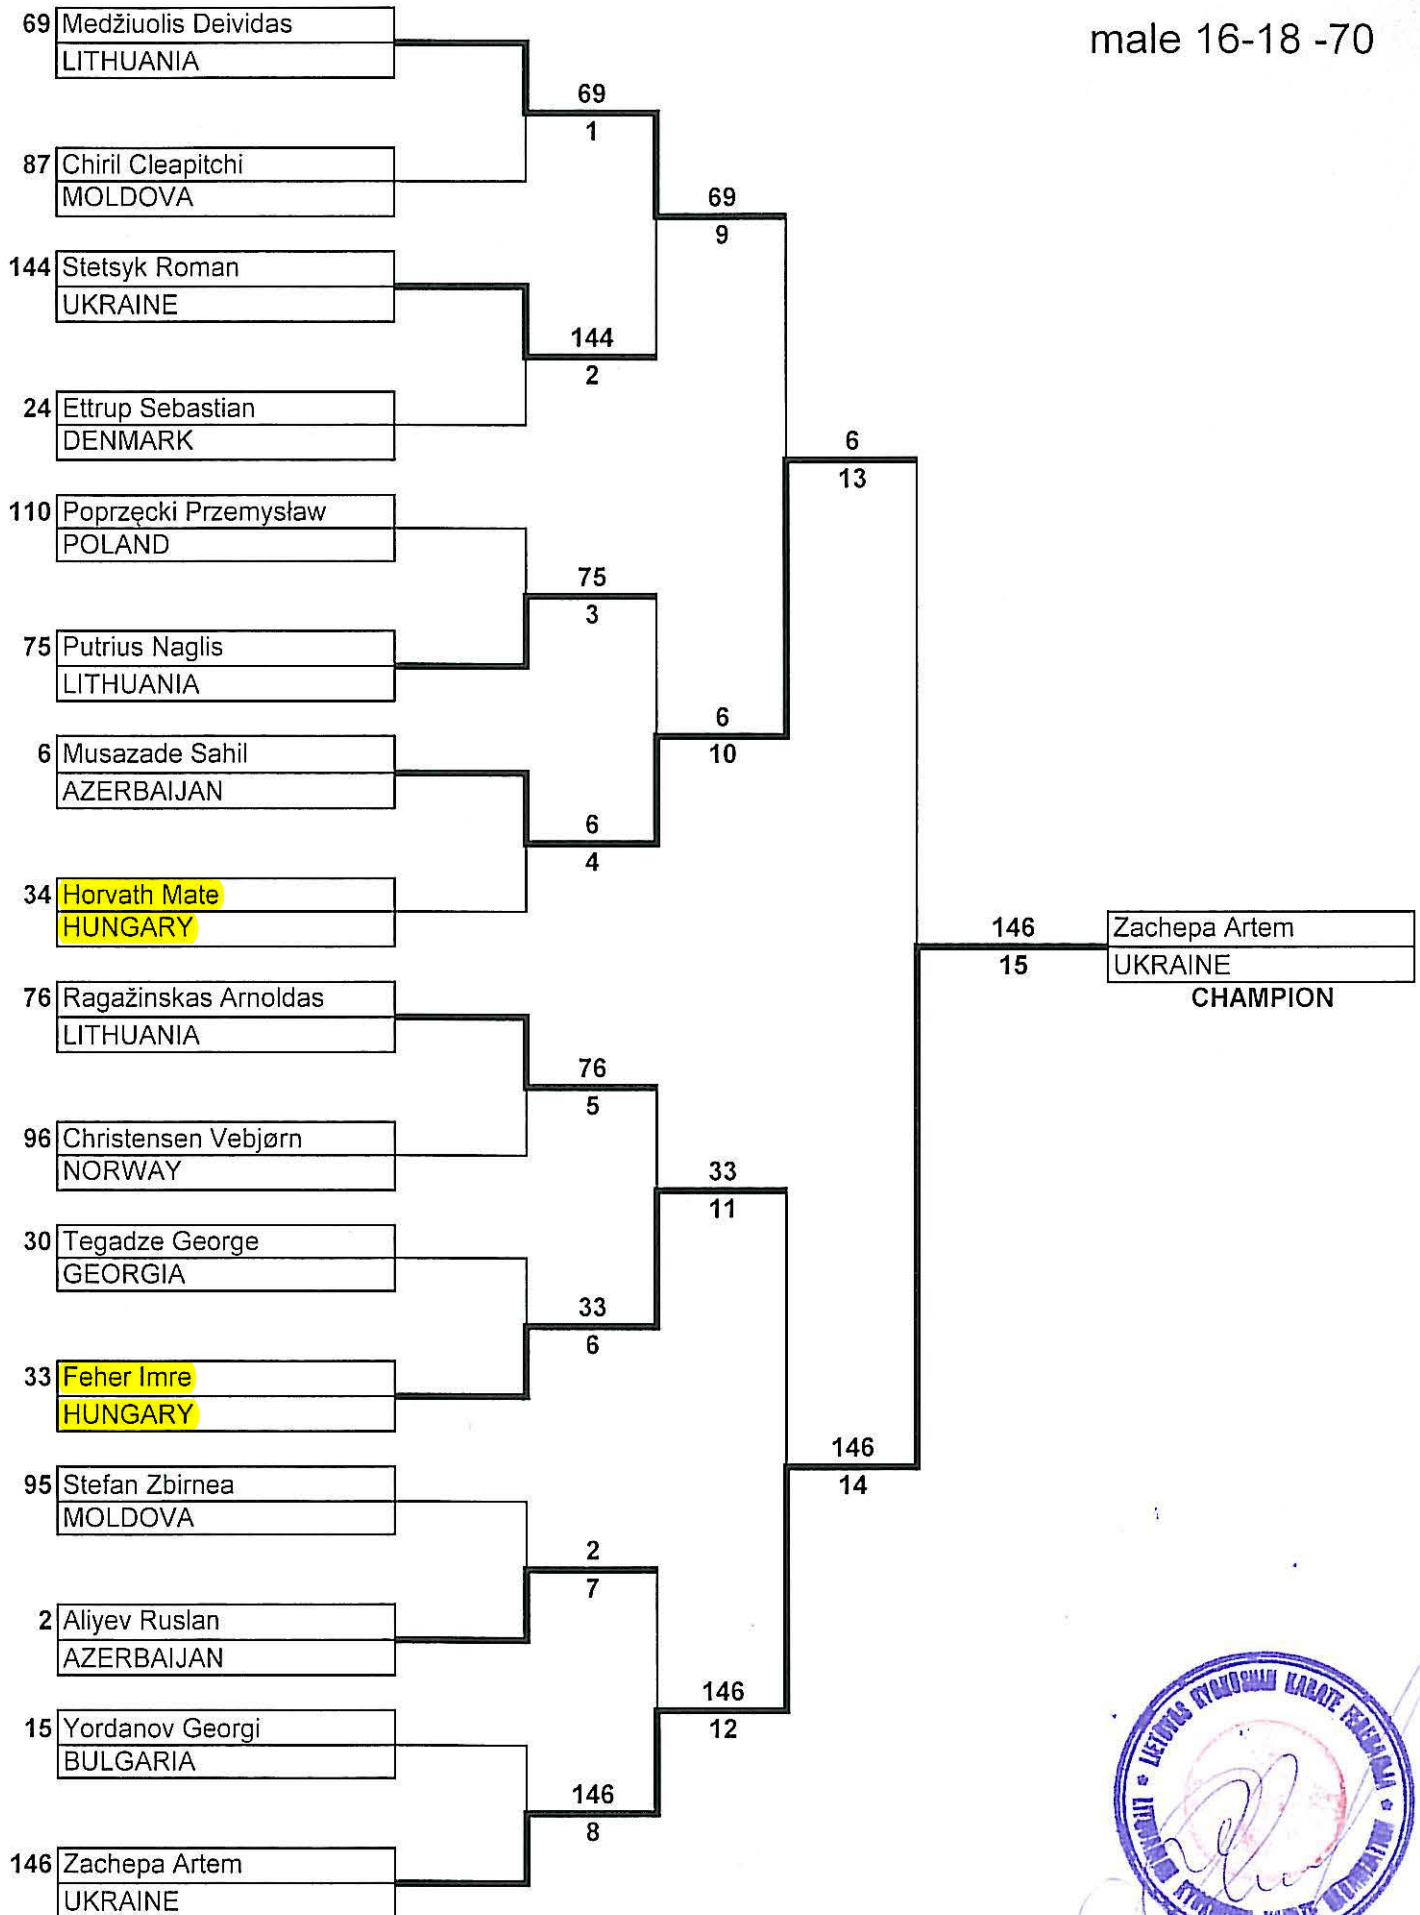 male 16-18 -70
69 Medžiuolis Deividas
LITHUANIA
69
1
87 Chiril Cleapitchi
MOLDOVA
69
9
144 Stetsyk Roman
UKRAINE
144
2
24 Ettrup Sebastian
DENMARK
6
13
110 Poprzęcki Przemysław
POLAND
75
3
75 Putrius Naglis
LITHUANIA
6
10
6 Musazade Sahil
AZERBAIJAN
6
4
34 Horvath Mate
HUNGARY
146
15
Zachepa Artem
UKRAINE
CHAMPION
76 Ragažinskas Arnoldas
LITHUANIA
76
5
96 Christensen Vebjørn
NORWAY
33
11
30 Tegadze George
GEORGIA
33
6
33 Feher Imre
HUNGARY
146
14
95 Stefan Zbirnea
MOLDOVA
2
7
2 Aliyev Ruslan
AZERBAIJAN
146
12
15 Yordanov Georgi
BULGARIA
146
8
146 Zachepa Artem
UKRAINE
LIETUVOS KYOKUSHIN KARATE FEDERACIJA